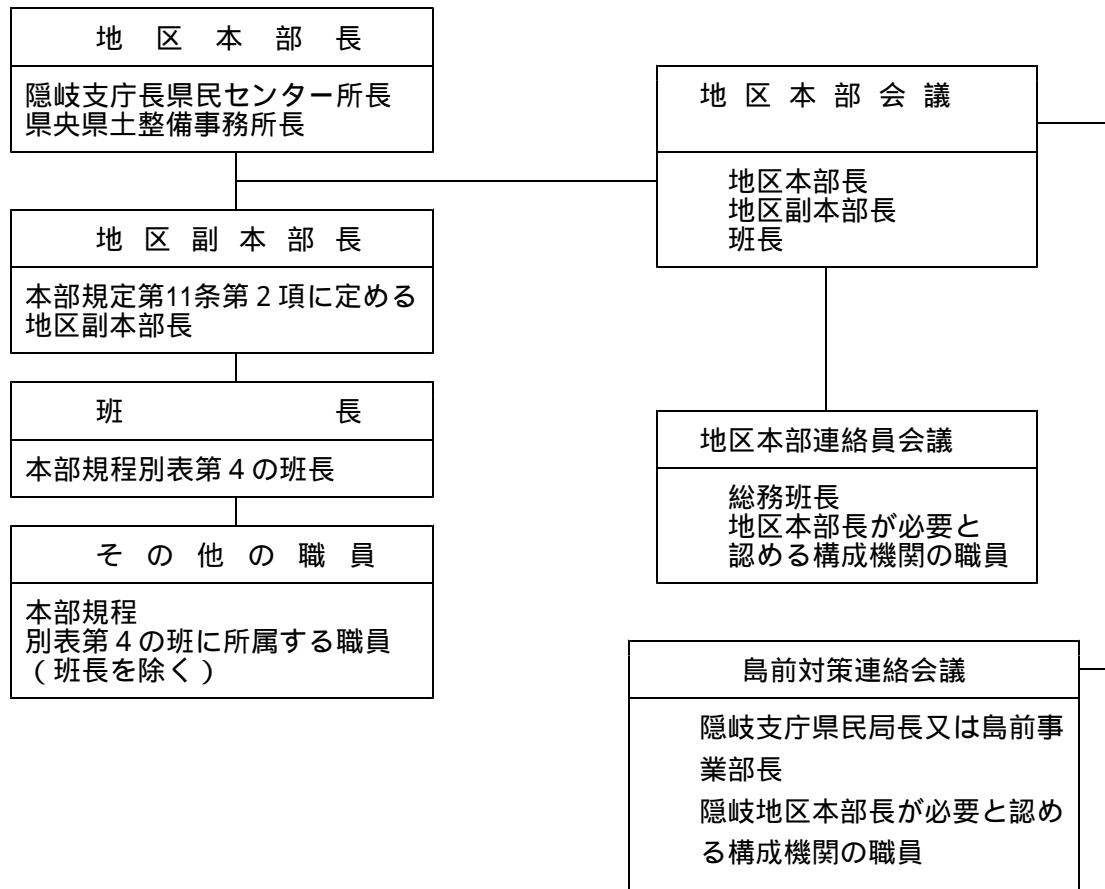 地区本部長
隠岐支庁長県民センター所長
県央県土整備事務所長
地区副本部長
本部規定第11条第２項に定める
地区副本部長
班長
本部規程別表第４の班長
その他の職員
本部規程
別表第４の班に所属する職員
（班長を除く）
地区本部会議
地区本部長
地区副本部長
班長
地区本部連絡員会議
総務班長
地区本部長が必要と
認める構成機関の職員
島前対策連絡会議
隠岐支庁県民局長又は島前事
業部長
隠岐地区本部長が必要と認め
る構成機関の職員